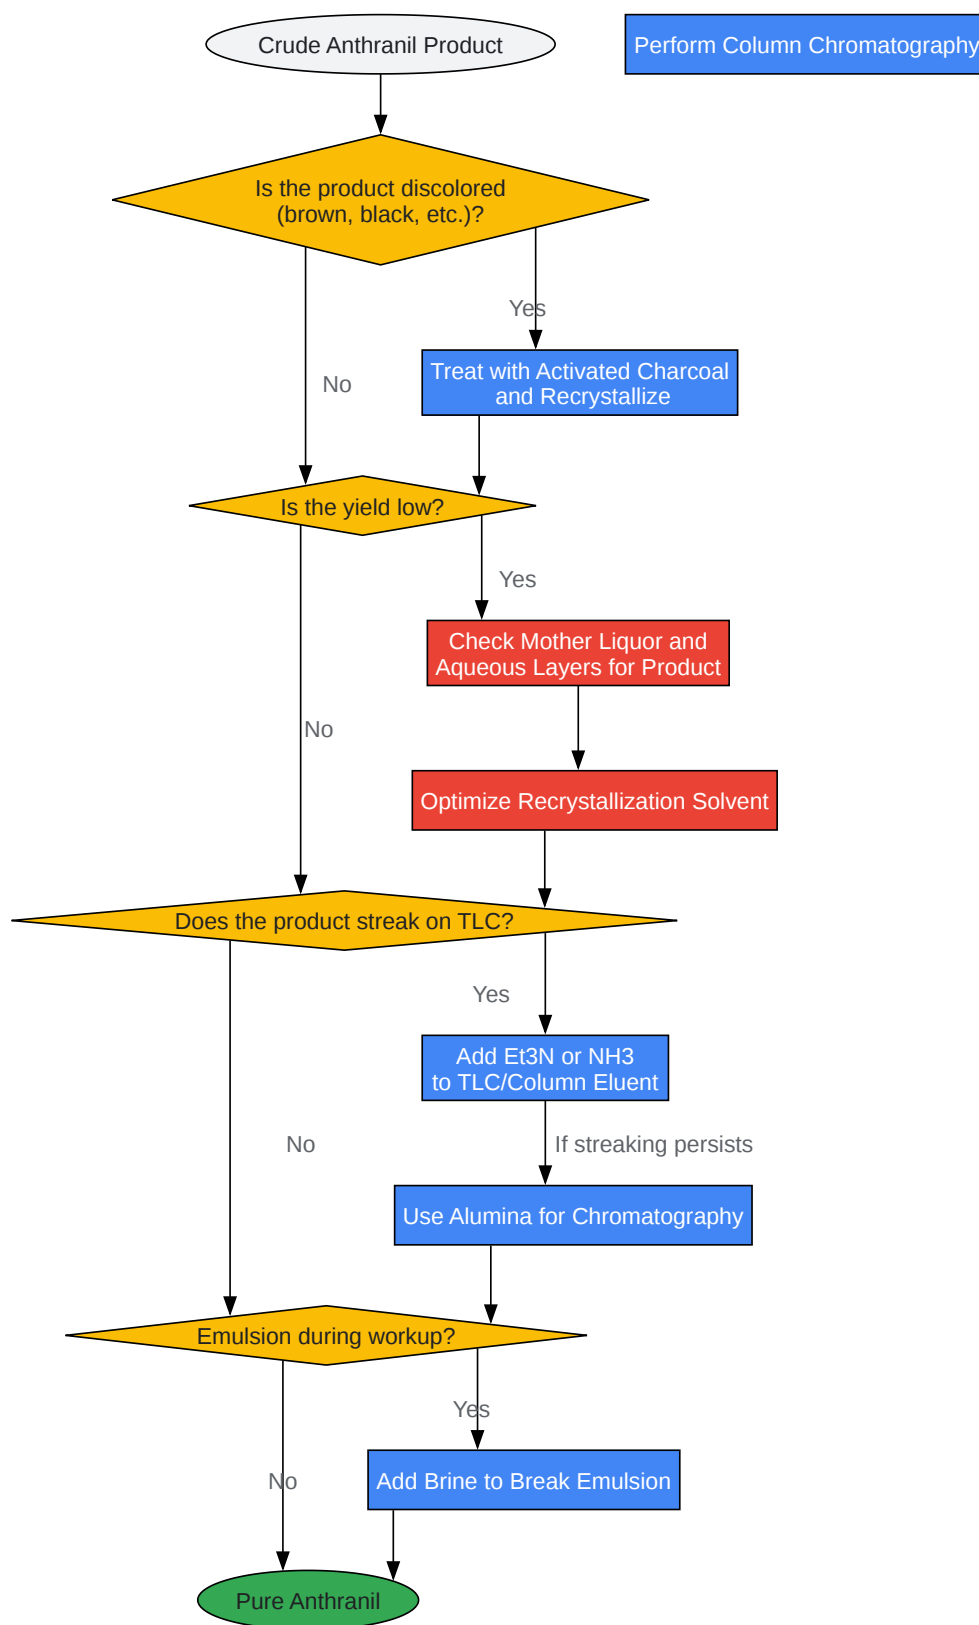 Crude Anthranil Product
Perform Column Chromatography
Is the product discolored
(brown, black, etc.)?
Yes
Treat with Activated Charcoal
and Recrystallize
No
Is the yield low?
Yes
Check Mother Liquor and
Aqueous Layers for Product
No
Optimize Recrystallization Solvent
Does the product streak on TLC?
Yes
Add Et3N or NH3
to TLC/Column Eluent
No
If streaking persists
Use Alumina for Chromatography
Emulsion during workup?
Yes
No
Add Brine to Break Emulsion
Pure Anthranil